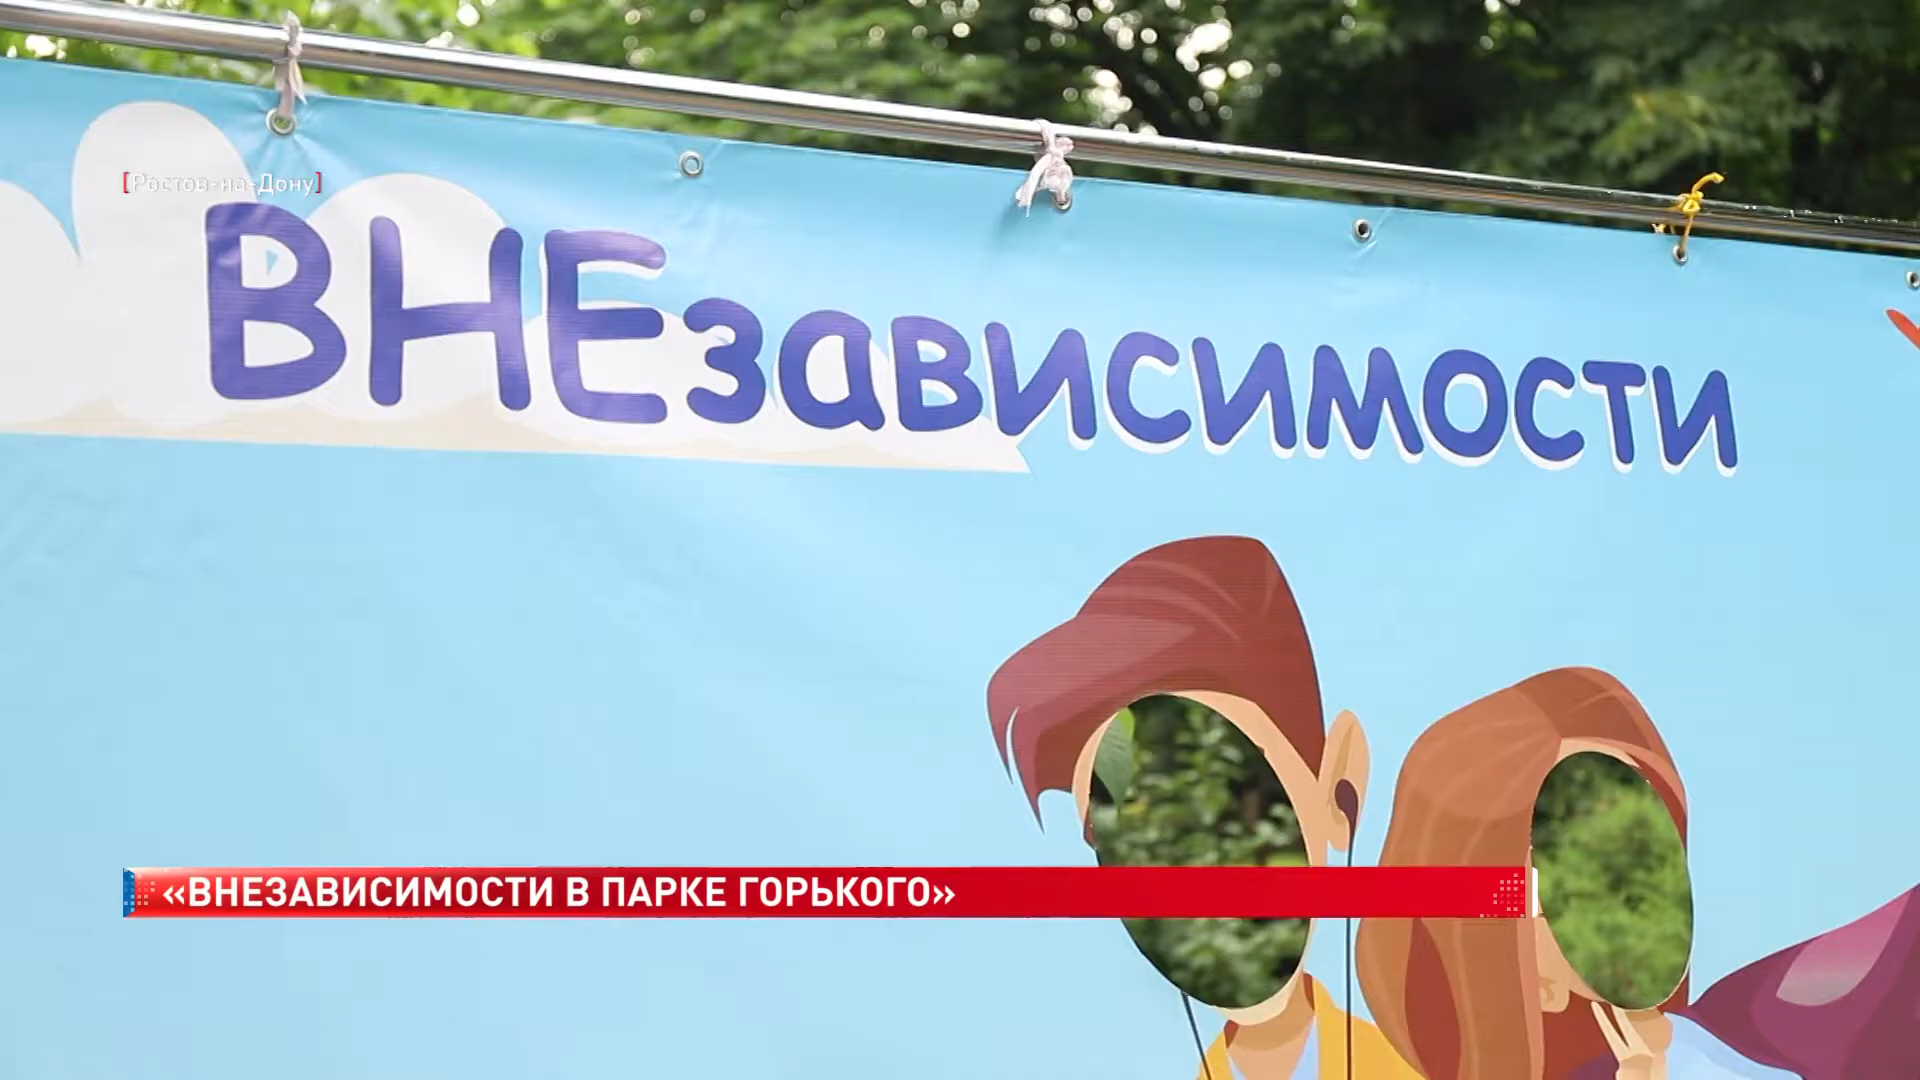 [Ростов-на-Дону]
ВНЕзависимости
«ВНЕЗАВИСИМОСТИ В ПАРКЕ ГОРЬКОГО»